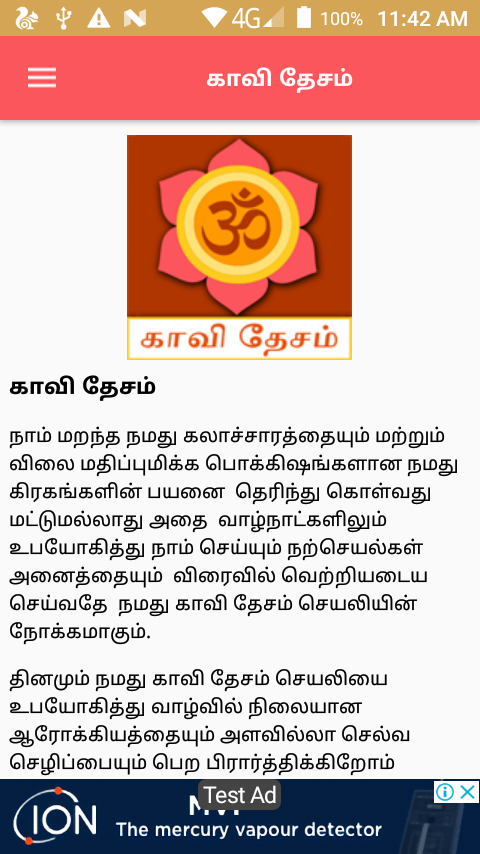 4G 100% 11:42 AM
காவி தேசம்
ॐ
காவி தேசம்
காவி தேசம்
நாம் மறந்த நமது கலாச்சாரத்தையும் மற்றும்
விலை மதிப்புமிக்க பொக்கிஷங்களான நமது
கிரகங்களின் பயனை தெரிந்து கொள்வது
மட்டுமல்லாது அதை வாழ்நாட்களிலும்
உபயோகித்து நாம் செய்யும் நற்செயல்கள்
அனைத்தையும் விரைவில் வெற்றியடைய
செய்வதே நமது காவி தேசம் செயலியின்
நோக்கமாகும்.
தினமும் நமது காவி தேசம் செயலியை
உபயோகித்து வாழ்வில் நிலையான
ஆரோக்கியத்தையும் அளவில்லா செல்வ
செழிப்பையும் பெற பிரார்த்திக்கிறோம்
Test Ad
ION
The mercury vapour detector